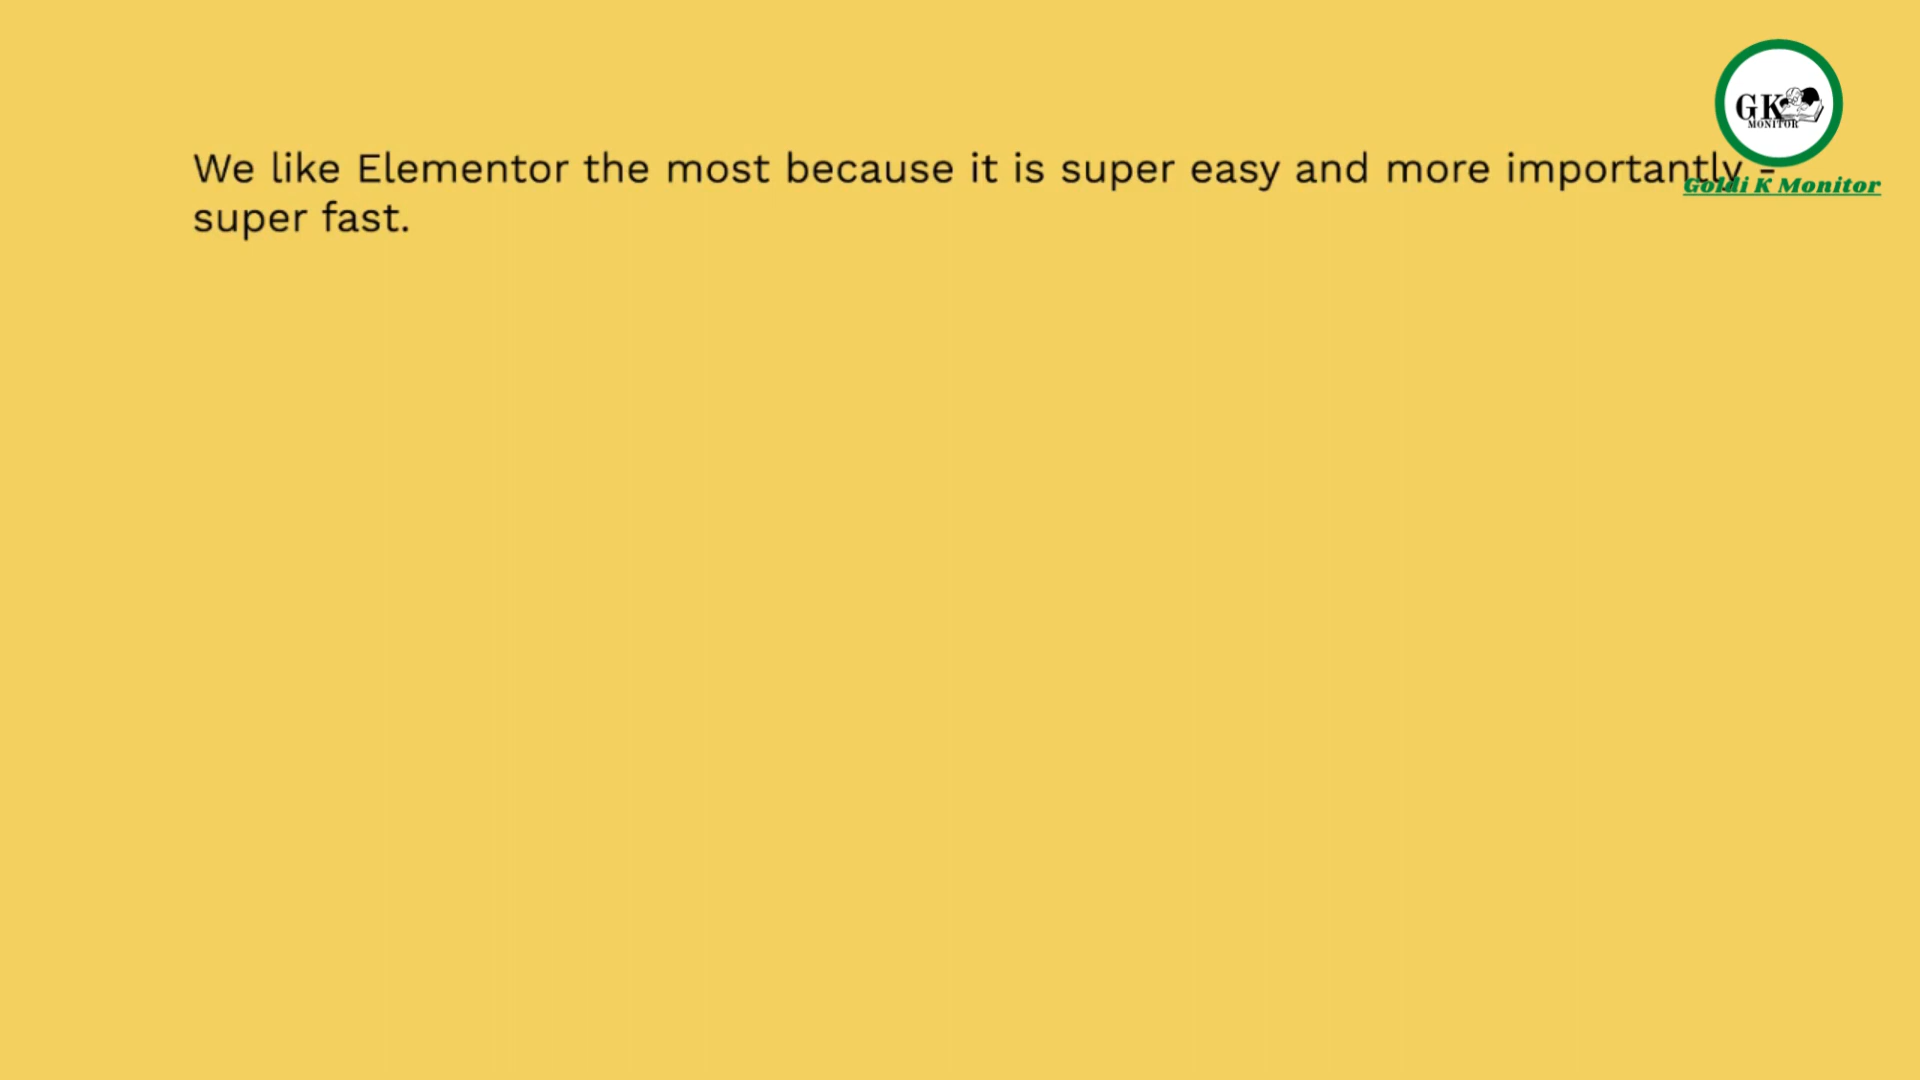 GK
MONITOR
We like Elementor the most because it is super easy and more importantly -
Goldi K Monitor
super fast.